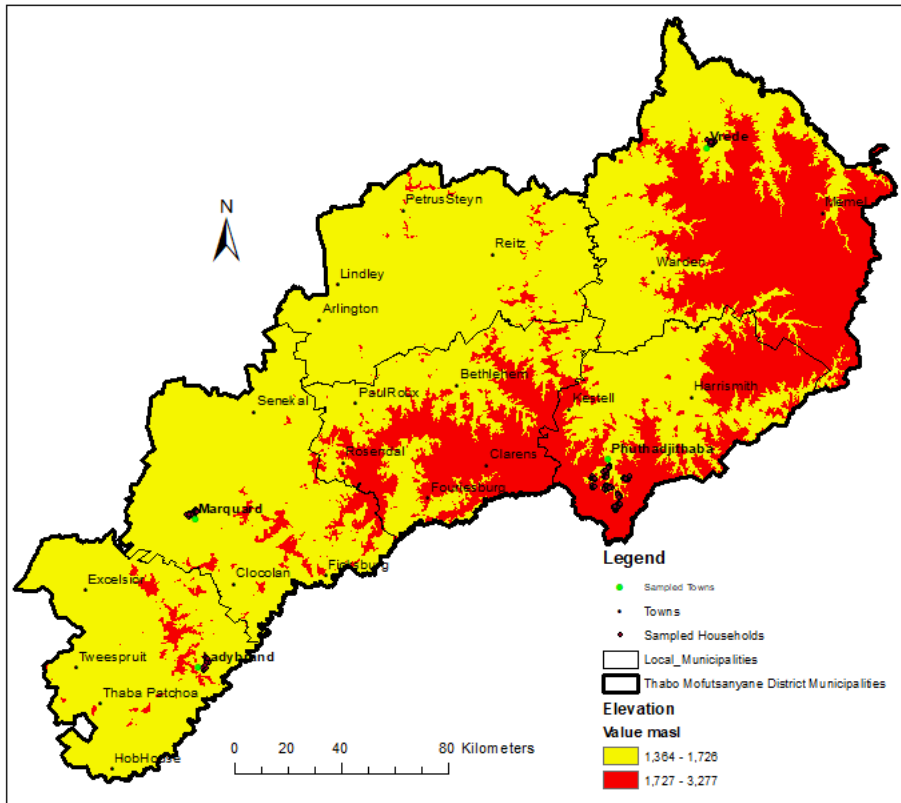 Vrede
Memel
PetrusSteyn
N
Reitz
Warden
Lindley
Arlington
Bethlehem
Harrismith
Senekal
PaulRoux
Kestell
Rosendal
Clarens
Phuthadjithaba
Fouriesburg
Marquard
Legend
Sampled Towns
Towns
Sampled Households
Local_Municipalities
Thabo Mofutsanyane District Municipalities
Elevation
Value masl
1,364 - 1,726
1,727 - 3,277
Excelsior
Clocolan
Ficksburg
Tweespruit
Ladybrand
Thaba Patchoa
HobHouse
0 20 40 80 Kilometers